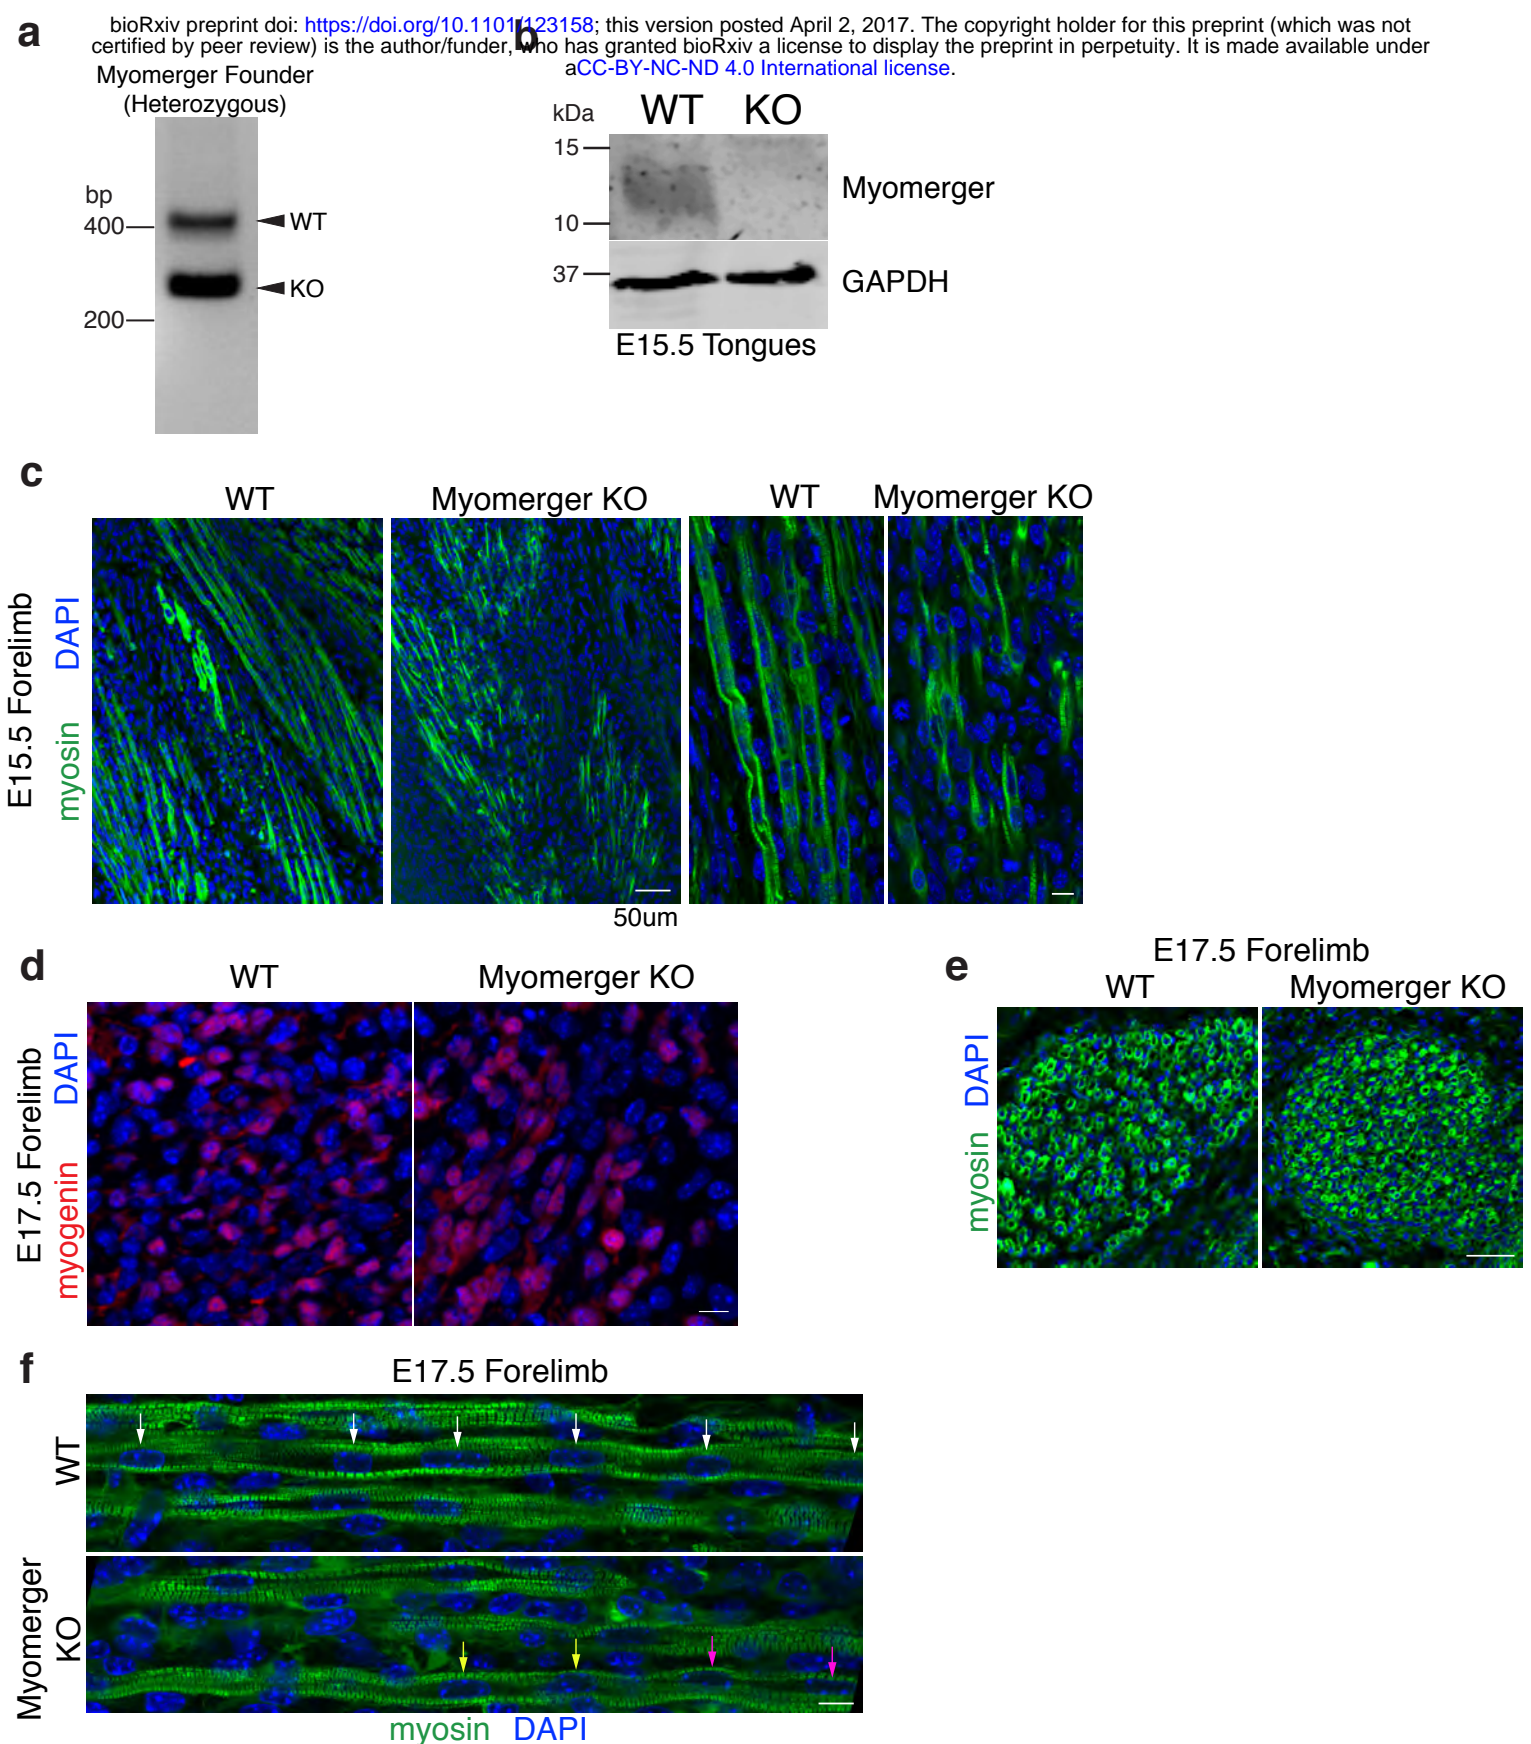 bioRxiv preprint doi: https://doi.org/10.1101/123158; this version posted April 2, 2017. The copyright holder for this preprint (which was not
certified by peer review) is the author/funder, who has granted bioRxiv a license to display the preprint in perpetuity. It is made available under
aCC-BY-NC-ND 4.0 International license.
a
Myomerger Founder
(Heterozygous)
bp
400
WT
KO
200
b
kDa
WT KO
15
Myomerger
10
37
GAPDH
E15.5 Tongues
c
WT Myomerger KO WT Myomerger KO
E15.5 Forelimb
myosin DAPI
50um
d
WT Myomerger KO
E17.5 Forelimb
myogenin DAPI
e
E17.5 Forelimb
WT Myomerger KO
myosin DAPI
f
E17.5 Forelimb
WT
Myomerger
KO
myosin DAPI